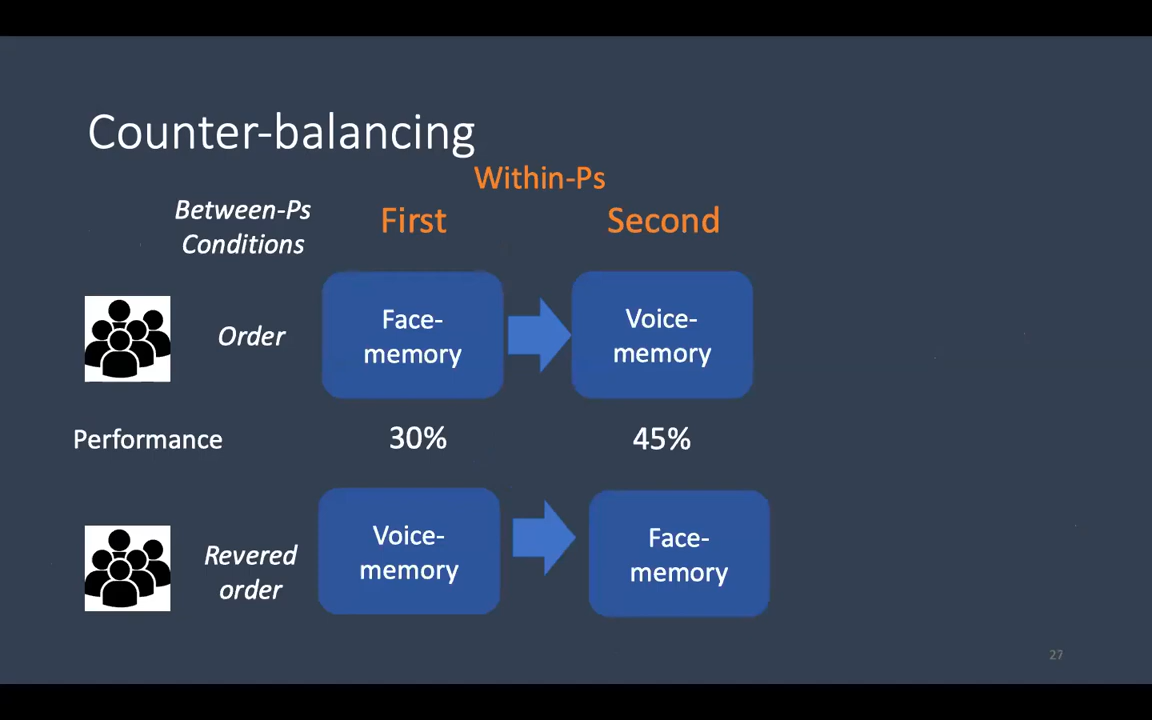 Counter-balancing
Within-Ps
Between-Ps
Conditions
First
Second
Order
Face-
memory
Voice-
memory
Performance
30%
45%
Revered
order
Voice-
memory
Face-
memory
27